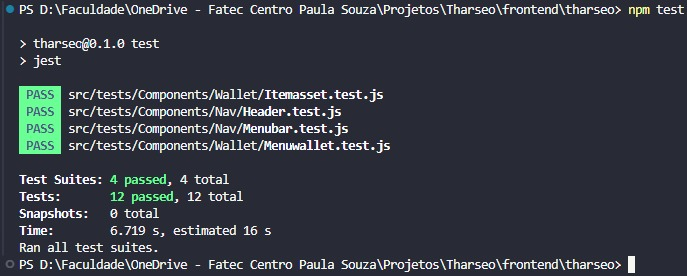 PS D:\Faculdade\OneDrive - Fatec Centro Paula Souza\Projetos\Tharseo\frontend\tharseo> npm test
> tharseo@0.1.0 test
> jest
PASS src/tests/Components/Wallet/Itemasset.test.js
PASS src/tests/Components/Nav/Header.test.js
PASS src/tests/Components/Nav/Menubar.test.js
PASS src/tests/Components/Wallet/Menuwallet.test.js
Test Suites: 4 passed, 4 total
Tests: 12 passed, 12 total
Snapshots: 0 total
Time: 6.719 s, estimated 16 s
Ran all test suites.
PS D:\Faculdade\OneDrive - Fatec Centro Paula Souza\Projetos\Tharseo\frontend\tharseo>